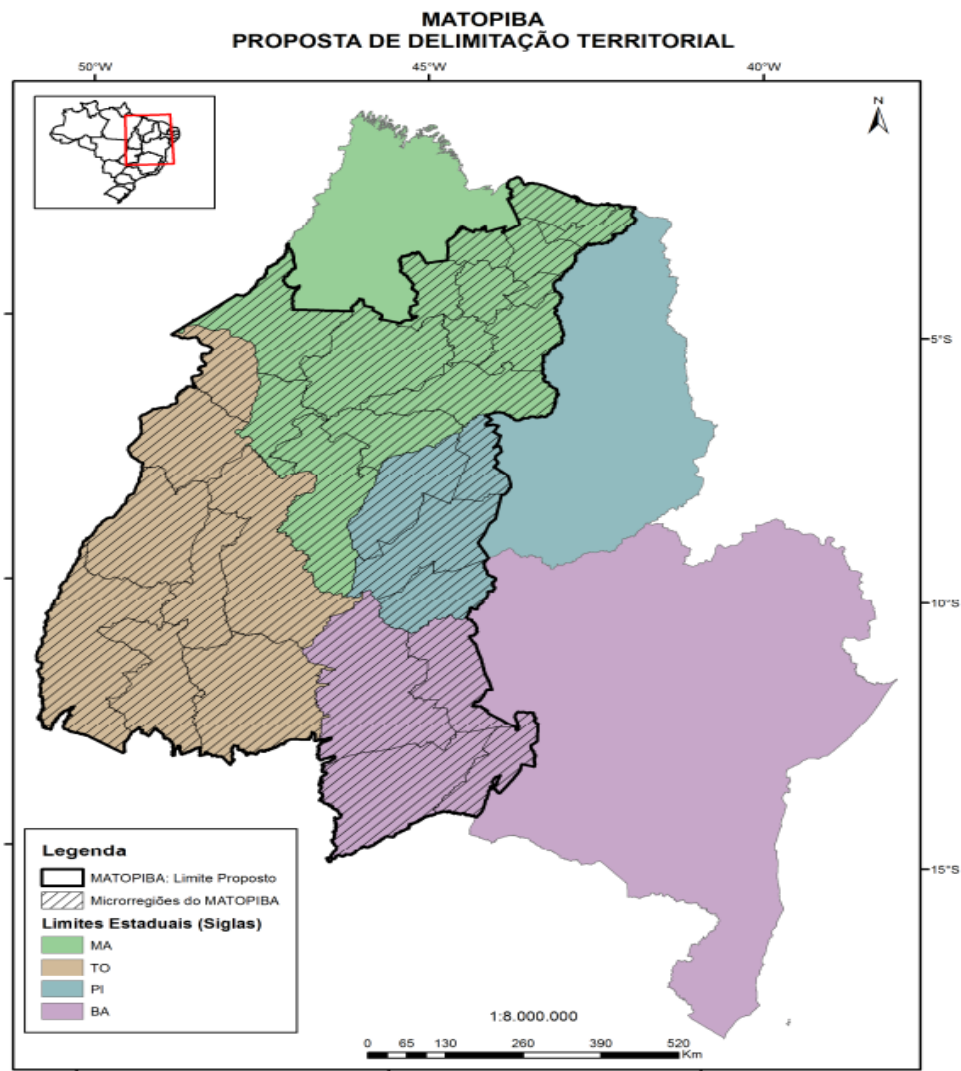 MATOPIBA
PROPOSTA DE DELIMITAÇÃO TERRITORIAL
50°W
45°W
40°W
N
5°S
10°S
15°S
Legenda
MATOPIBA: Limite Proposto
Microrregiões do MATOPIBA
Limites Estaduais (Siglas)
MA
TO
PI
BA
1:8.000.000
0 65 130 260 390 520
Km